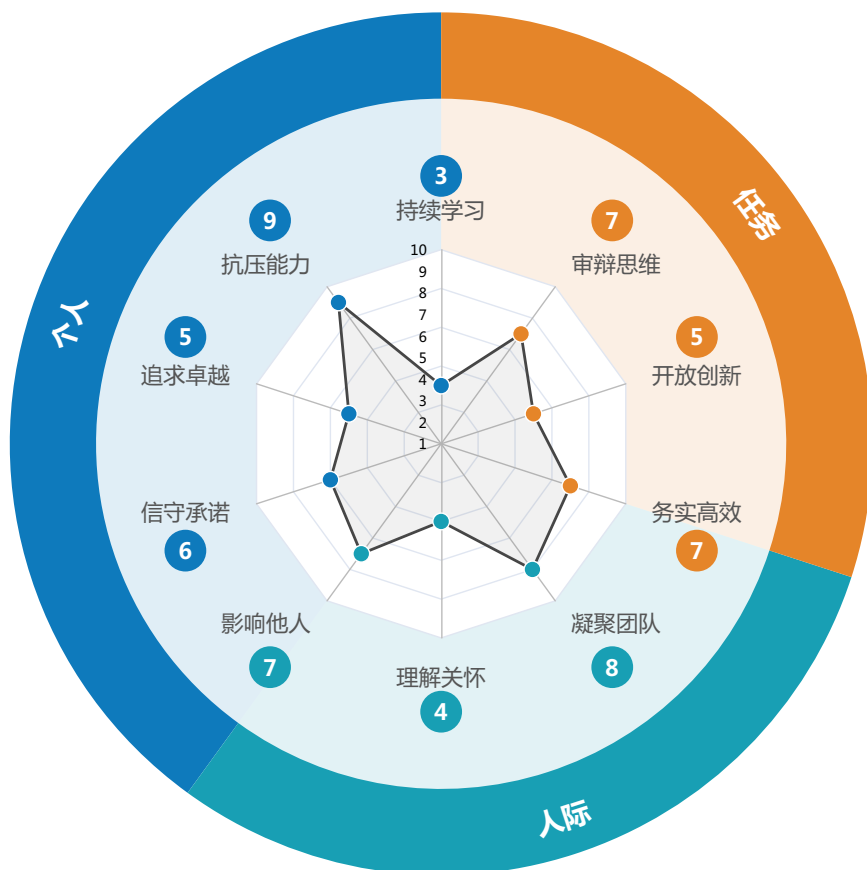 3
持续学习
9
抗压能力
7
审辩思维
任务
个人
5
追求卓越
5
开放创新
10
9
8
7
6
5
4
3
2
1
信守承诺
6
务实高效
7
影响他人
7
凝聚团队
8
理解关怀
4
人际